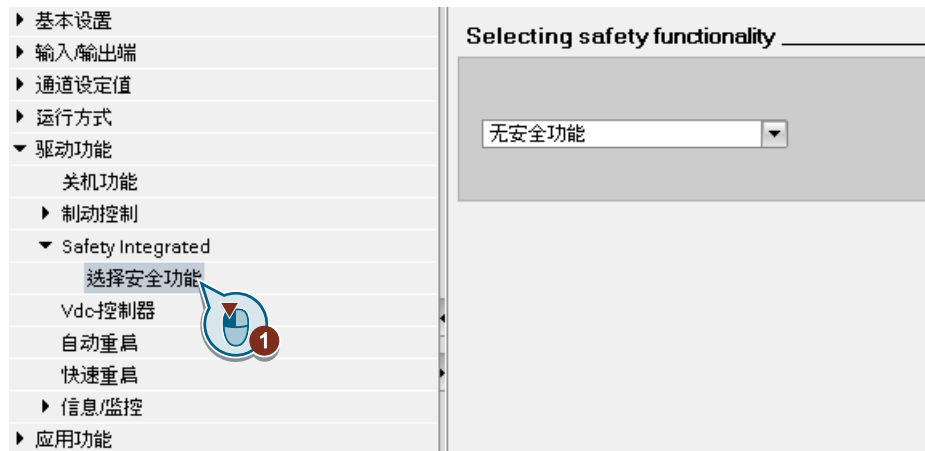 基本设置
输入/输出端
通道设定值
运行方式
驱动功能
关机功能
制动控制
Safety Integrated
选择安全功能
Vdc-控制器
自动重启
快速重启
信息/监控
应用功能
Selecting safety functionality
无安全功能
1